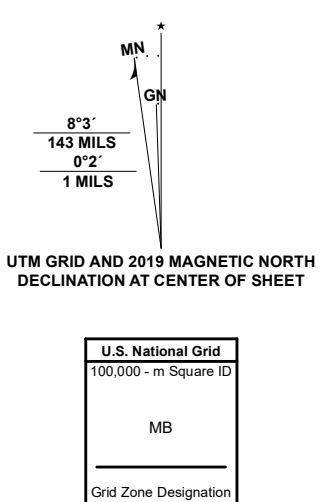 ★
MN
GN
8°3´
143 MILS
0°2´
1 MILS
UTM GRID AND 2019 MAGNETIC NORTH
DECLINATION AT CENTER OF SHEET
U.S. National Grid
100,000 - m Square ID
MB
Grid Zone Designation